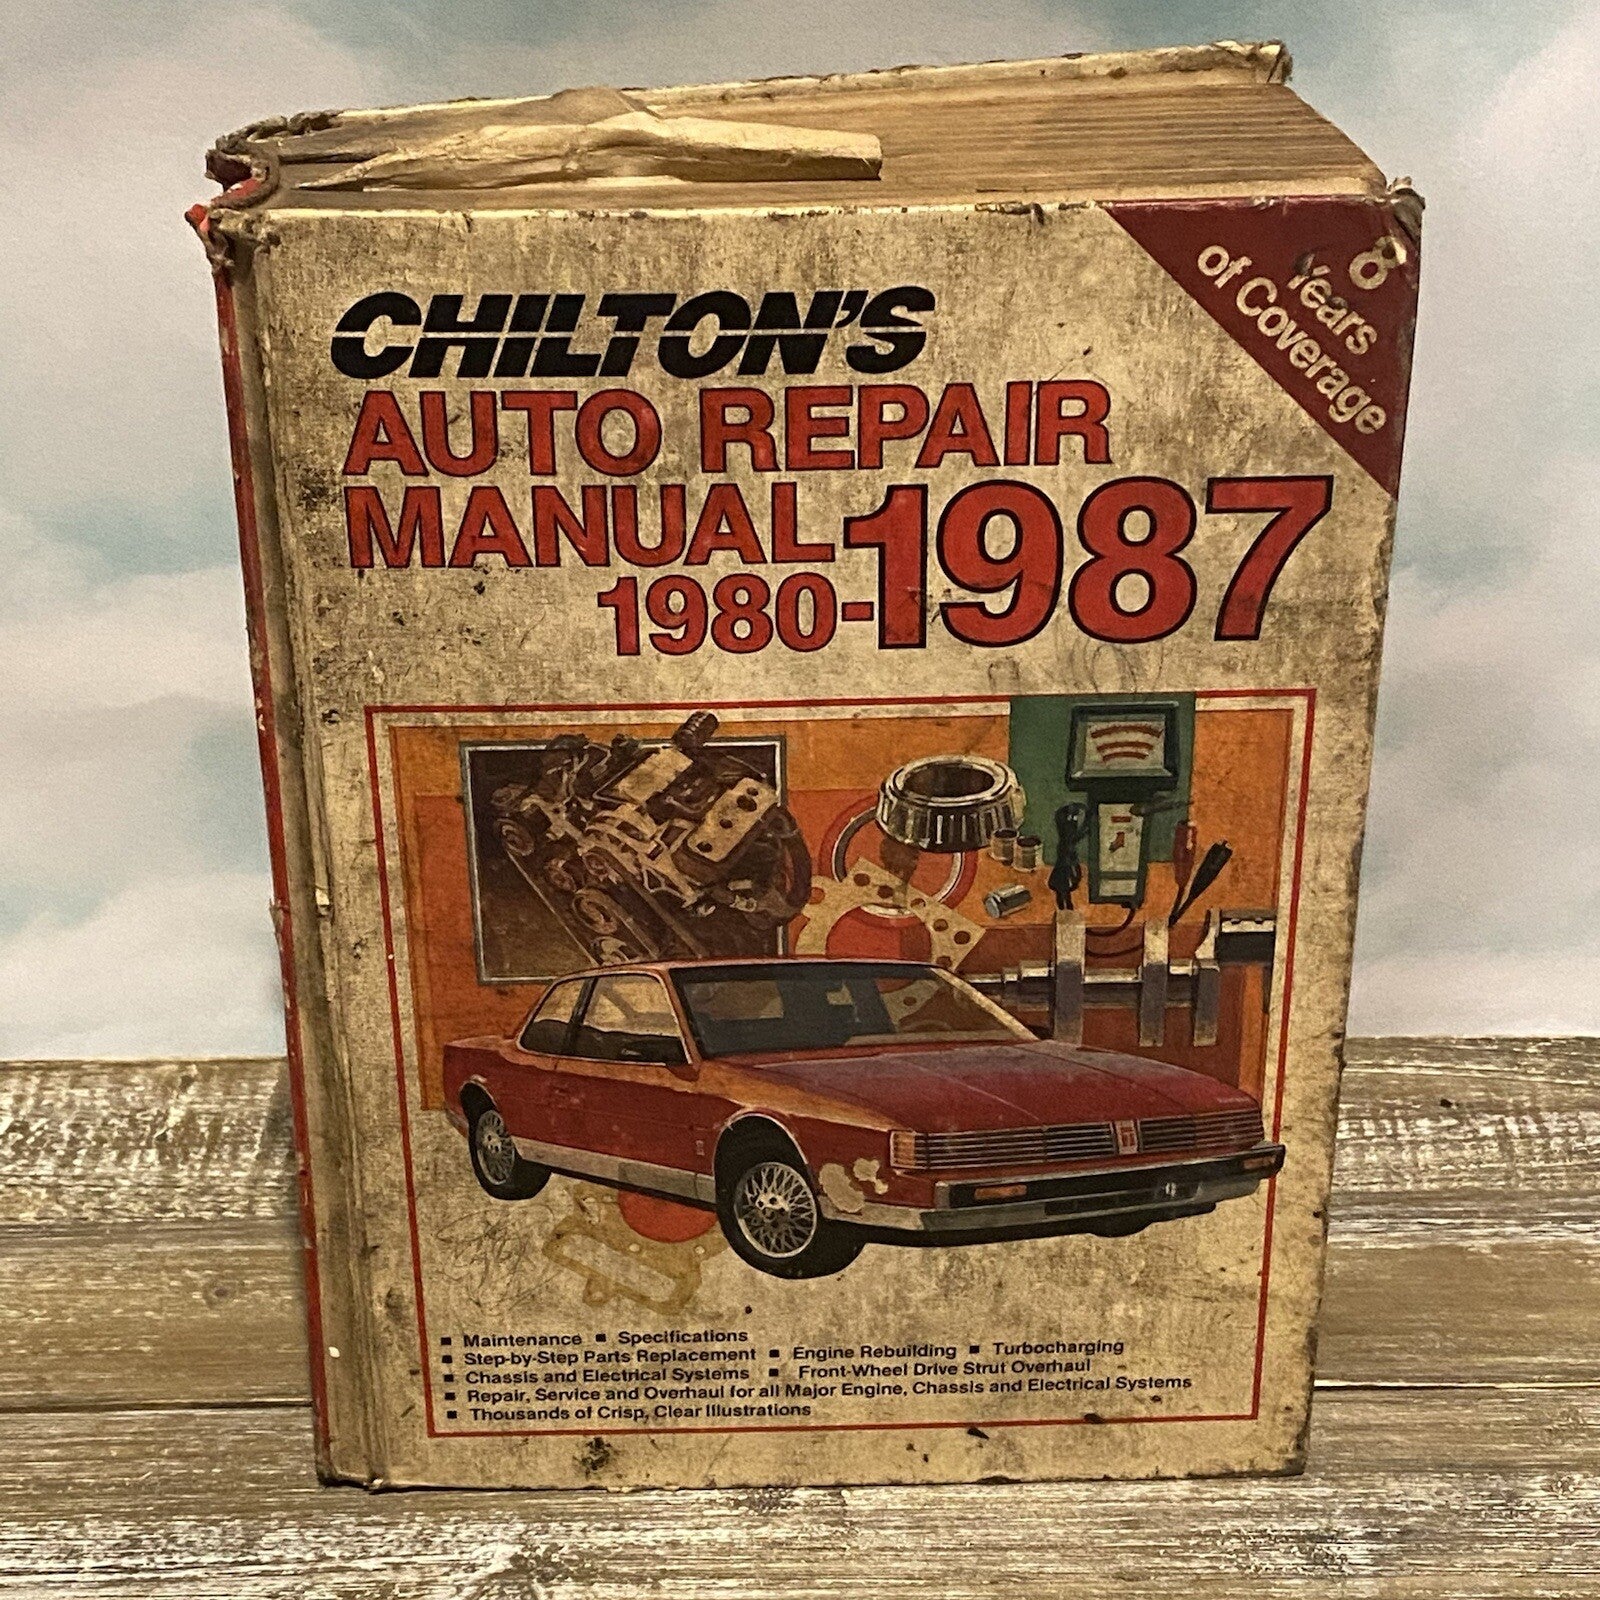 CHILTON'S
AUTO REPAIR
MANUAL
1980-1987
8
Years
of Coverage
■ Maintenance ■ Specifications
■ Step-by-Step Parts Replacement ■ Engine Rebuilding ■ Turbocharging
■ Chassis and Electrical Systems ■ Front-Wheel Drive Strut Overhaul
■ Repair, Service and Overhaul for all Major Engine, Chassis and Electrical Systems
■ Thousands of Crisp, Clear Illustrations